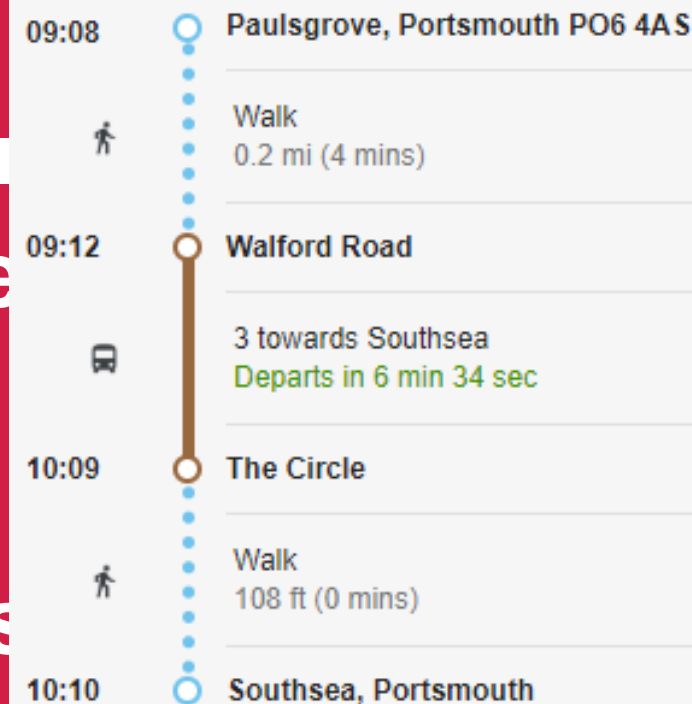 09:08 Paulsgrove, Portsmouth PO6 4AS
Walk
0.2 mi (4 mins)
09:12 Walford Road
3 towards Southsea
Departs in 6 min 34 sec
10:09 The Circle
Walk
108 ft (0 mins)
10:10 Southsea, Portsmouth